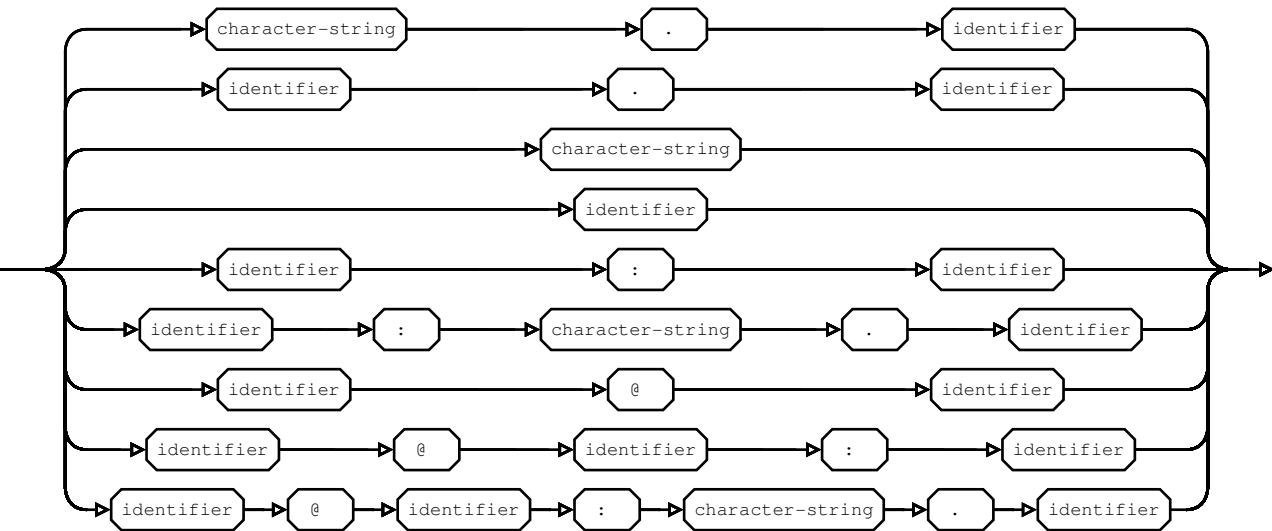 character-string . identifier
identifier . identifier
character-string
identifier
identifier : identifier
identifier : character-string . identifier
identifier @ identifier
identifier @ identifier : identifier
identifier @ identifier : character-string . identifier